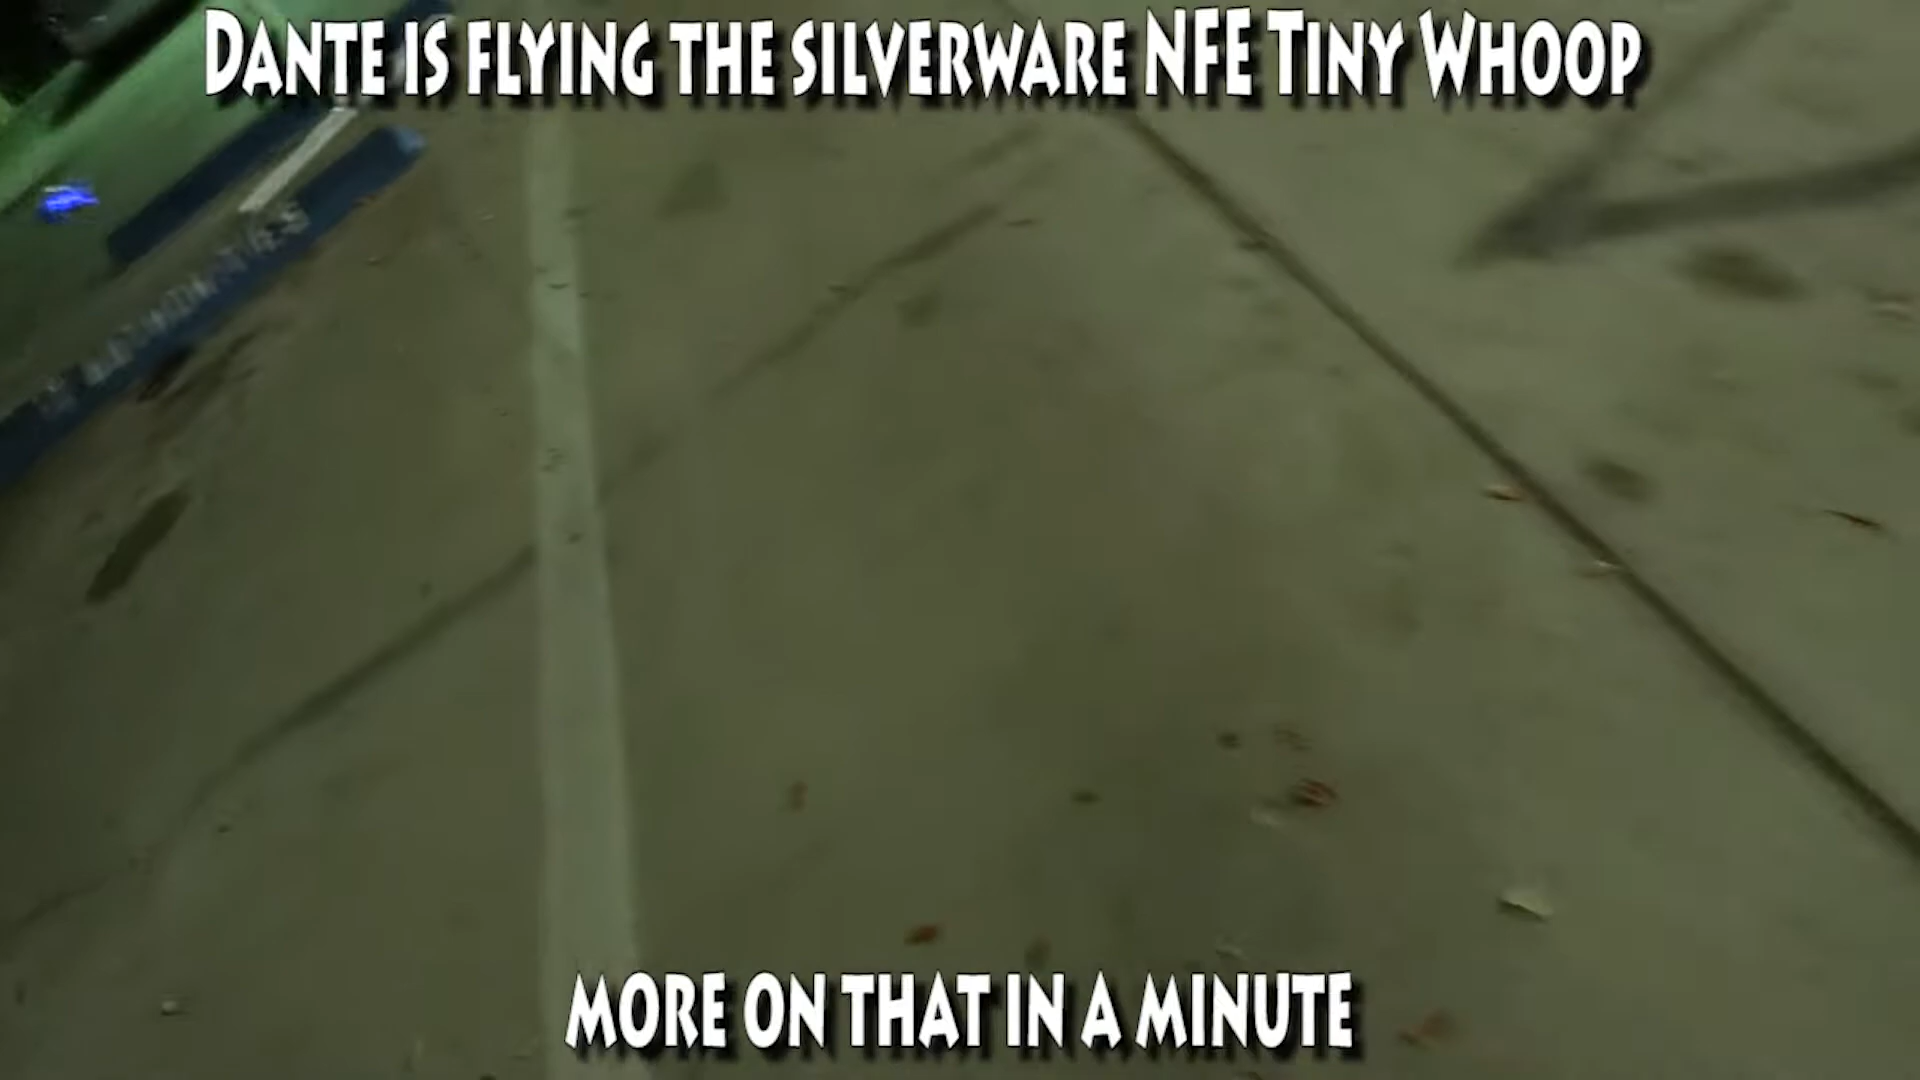 Dante is flying the silverware NFE Tiny Whoop
more on that in a minute